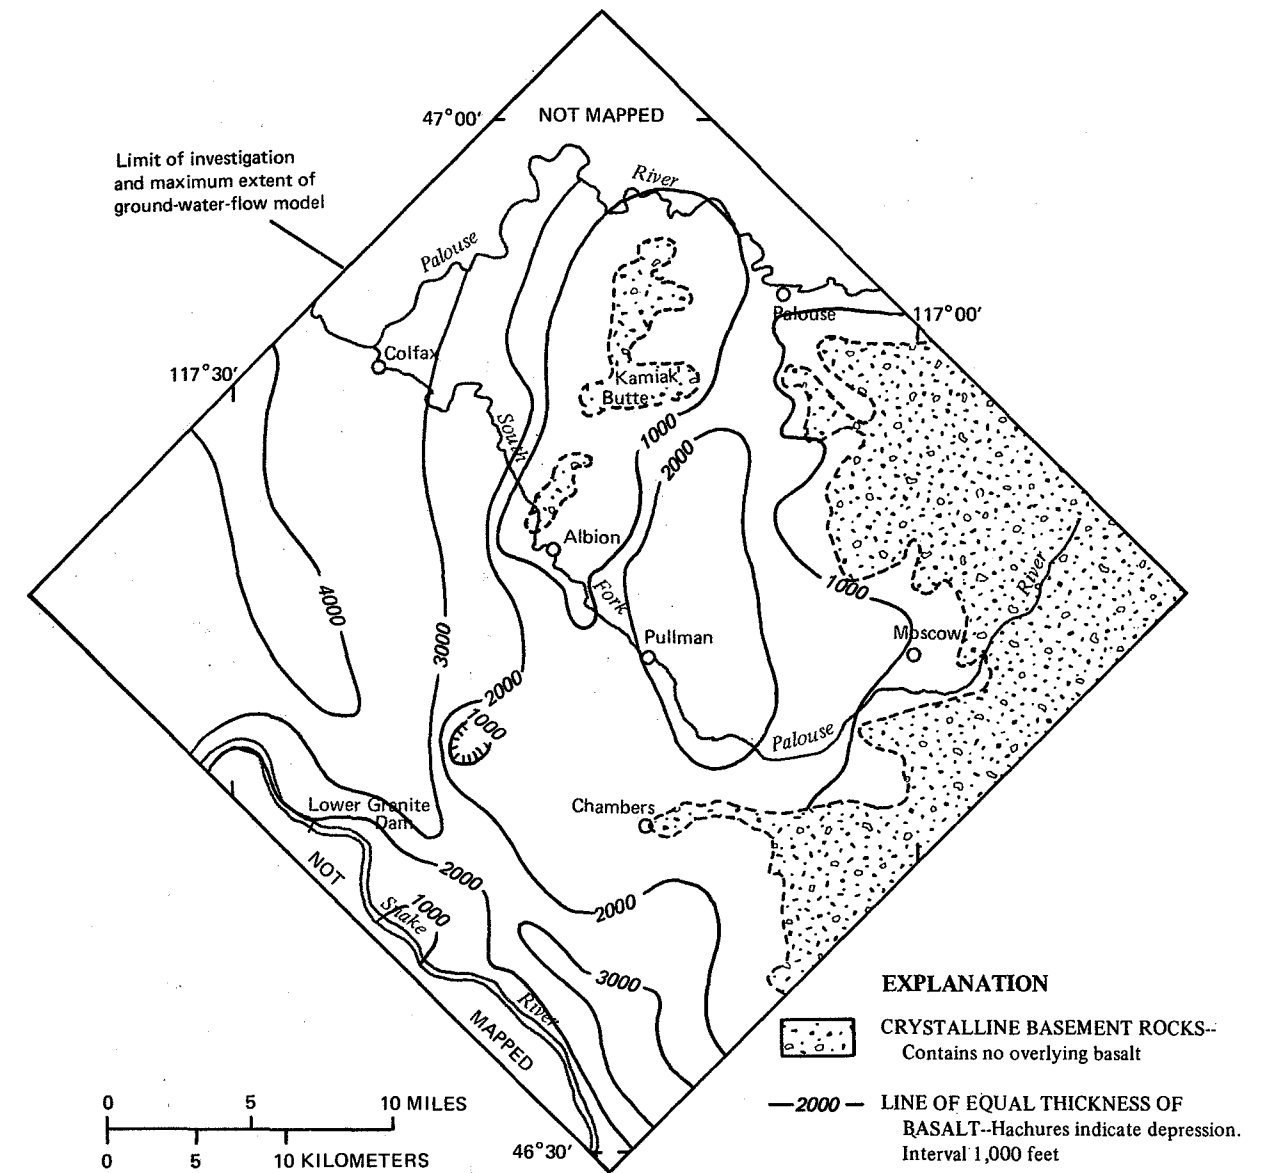 47°00′
NOT MAPPED
Limit of investigation
and maximum extent of
ground-water-flow model
River
Palouse
Palouse
117°00′
Colfax
117°30′
Kamiak
Butte
1000
South
2000
Albion
4000
Fork
1000
River
3000
Pullman
Moscow
2000
1000
Palouse
Lower Granite
Dam
Chambers
NOT
2000
1000
Snake
2000
3000
River
MAPPED
46°30′
EXPLANATION
CRYSTALLINE BASEMENT ROCKS--
Contains no overlying basalt
2000
LINE OF EQUAL THICKNESS OF
BASALT--Hachures indicate depression.
Interval 1,000 feet
0 5 10 MILES
0 5 10 KILOMETERS